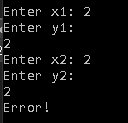 Enter x1: 2
Enter y1:
2
Enter x2: 2
Enter y2:
2
Error!